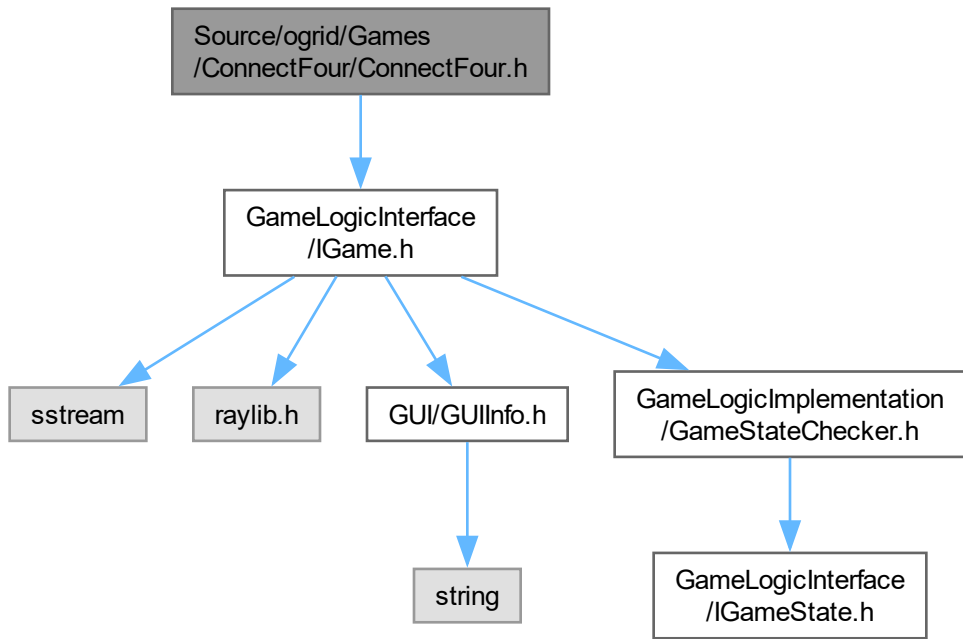 Source/ogrid/Games
/ConnectFour/ConnectFour.h
GameLogicInterface
/IGame.h
sstream
raylib.h
GUI/GUIInfo.h
GameLogicImplementation
/GameStateChecker.h
string
GameLogicInterface
/IGameState.h